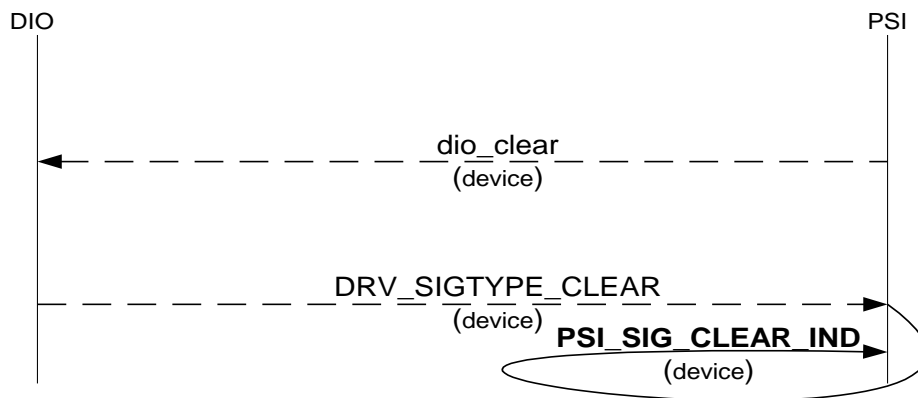 DIO
PSI
dio_clear
(device)
DRV_SIGTYPE_CLEAR
(device)
PSI_SIG_CLEAR_IND
(device)